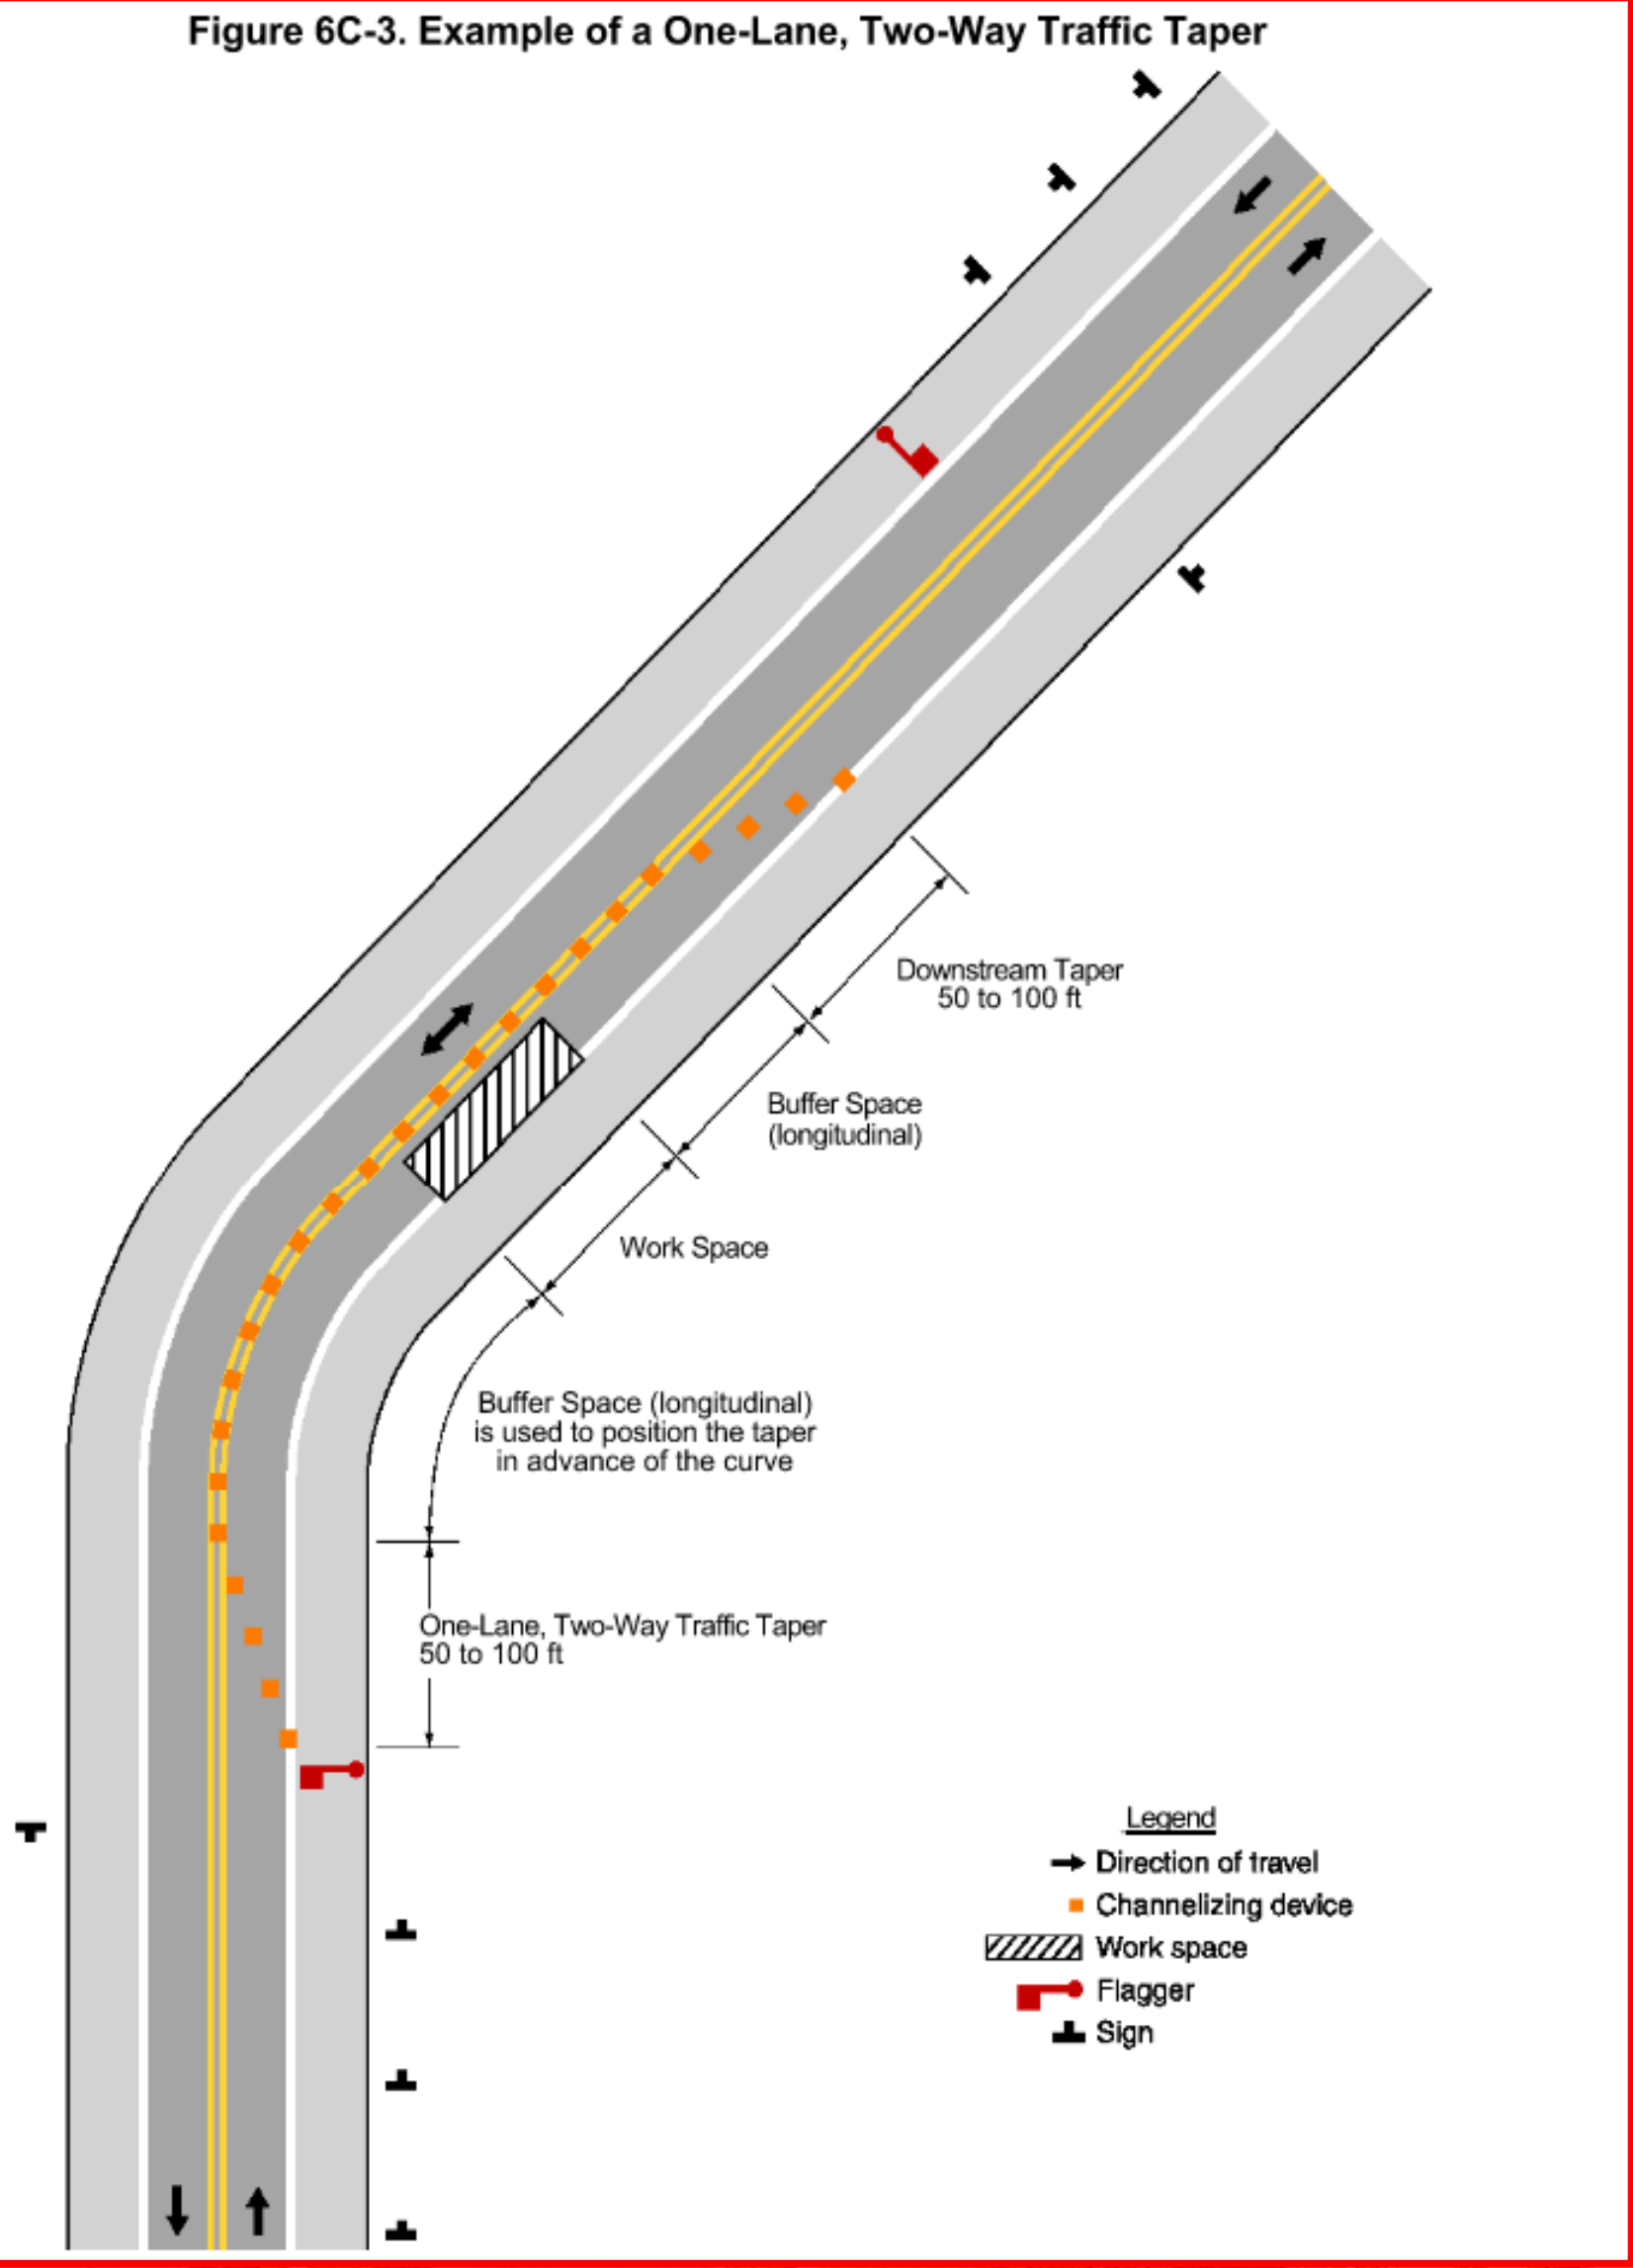 Figure 6C-3. Example of a One-Lane, Two-Way Traffic Taper
Downstream Taper
50 to 100 ft
Buffer Space
(longitudinal)
Work Space
Buffer Space (longitudinal)
is used to position the taper
in advance of the curve
One-Lane, Two-Way Traffic Taper
50 to 100 ft
Legend
Direction of travel
Channelizing device
Work space
Flagger
Sign